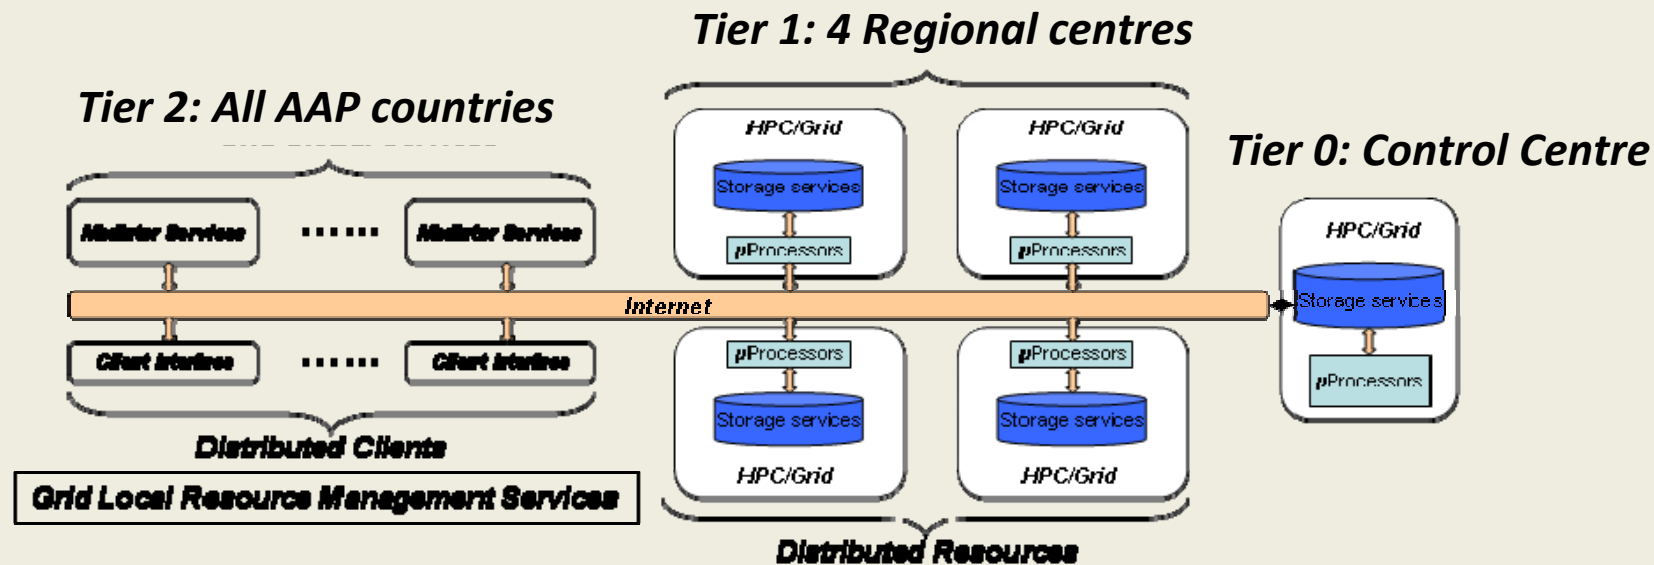 Tier 1: 4 Regional centres
Tier 2: All AAP countries
Tier 0: Control Centre
HPC/Grid
Storage services
µProcessors
HPC/Grid
Storage services
µProcessors
HPC/Grid
Storage services
µProcessors
Mediator Services
......
Mediator Services
Internet
Client Interface
......
Client Interface
µProcessors
Storage services
HPC/Grid
µProcessors
Storage services
HPC/Grid
Distributed Clients
Grid Local Resource Management Services
Distributed Resources